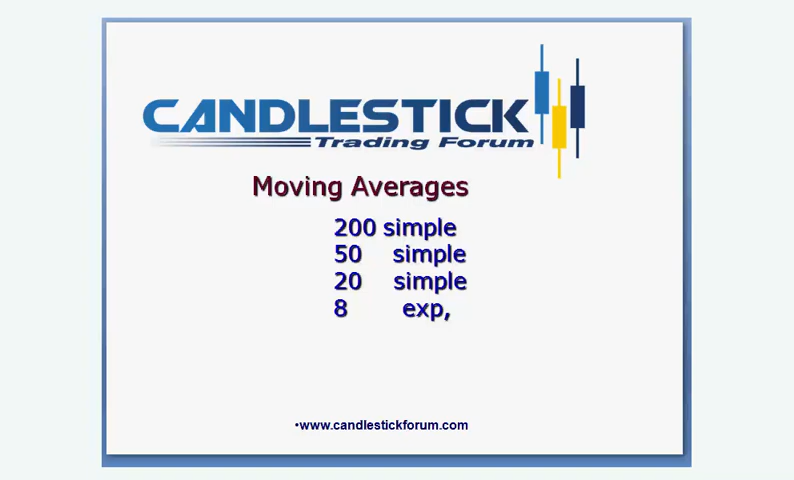 CANDLESTICK
Trading Forum
Moving Averages
200 simple
50 simple
20 simple
8 exp,
•www.candlestickforum.com